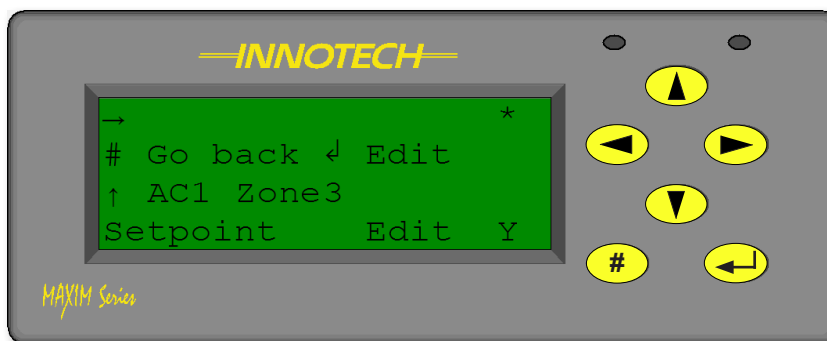 INNOTECH
→ *
# Go back ↲ Edit
↑ AC1 Zone3
Setpoint Edit Y
#
MAXIM Series